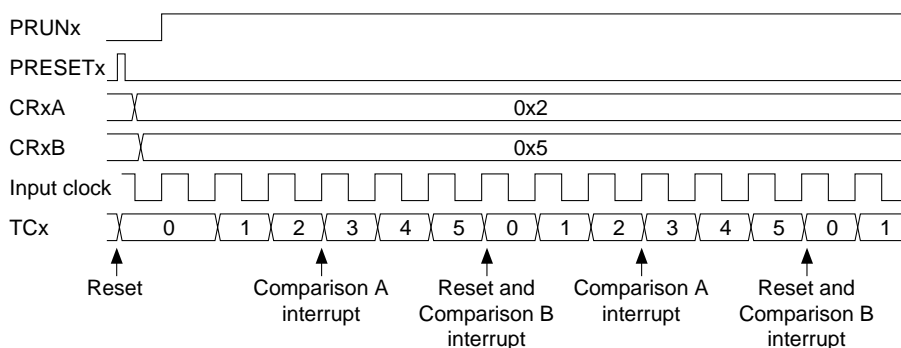 PRUNx
PRESETx
CRxA 0x2
CRxB 0x5
Input clock
TCx 0 1 2 3 4 5 0 1 2 3 4 5 0 1
Reset Comparison A Reset and Comparison A Reset and
interrupt Comparison B interrupt Comparison B
interrupt interrupt